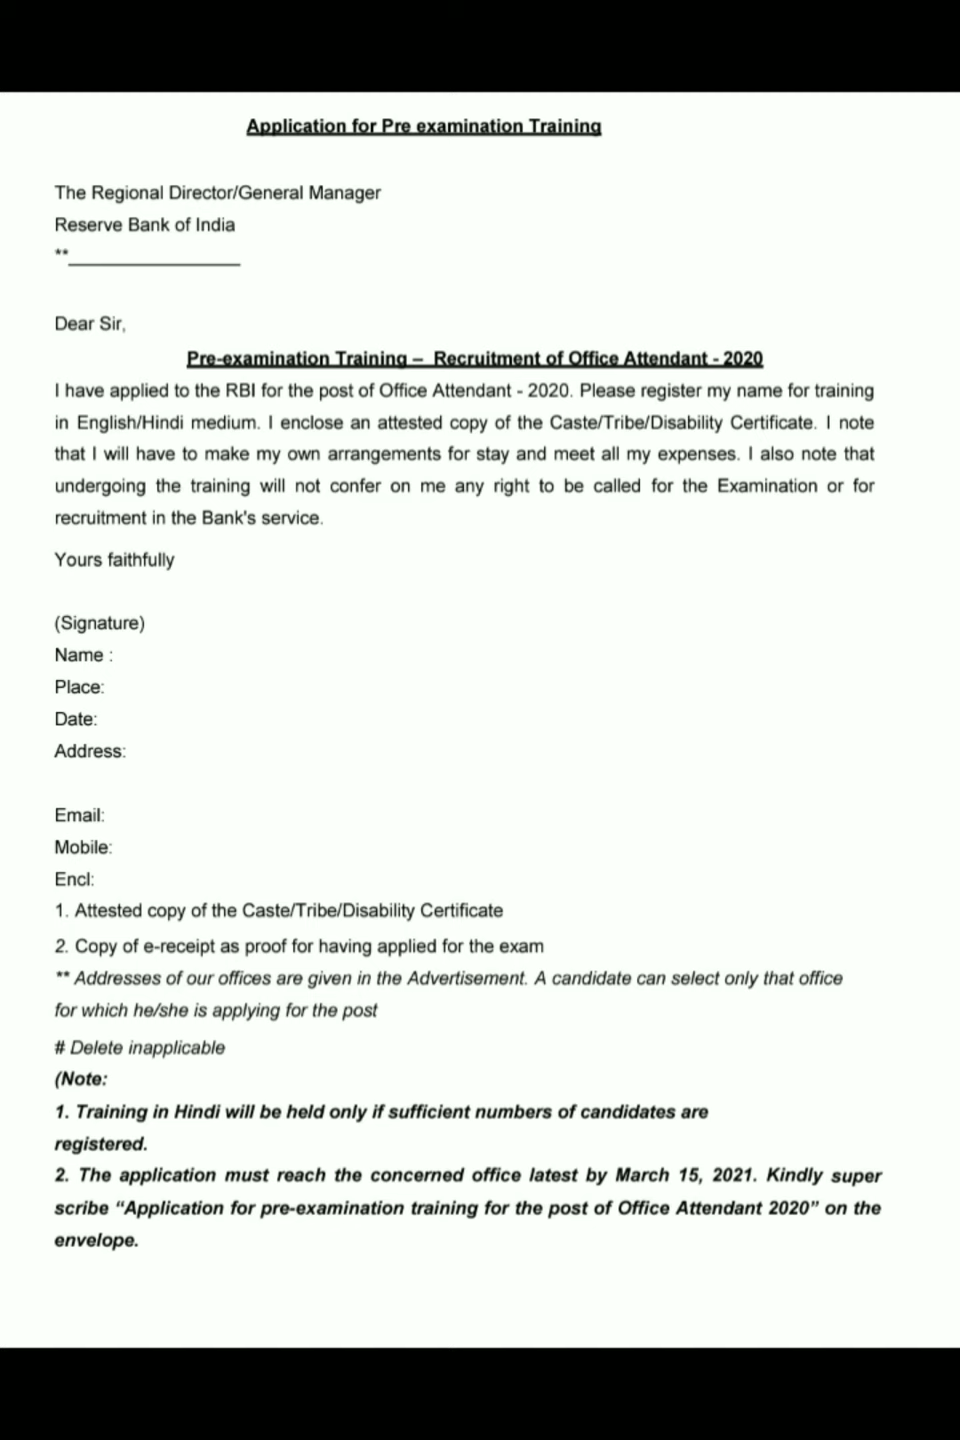 Application for Pre examination Training
The Regional Director/General Manager
Reserve Bank of India
**__________________
Dear Sir,
Pre-examination Training – Recruitment of Office Attendant - 2020
I have applied to the RBI for the post of Office Attendant - 2020. Please register my name for training
in English/Hindi medium. I enclose an attested copy of the Caste/Tribe/Disability Certificate. I note
that I will have to make my own arrangements for stay and meet all my expenses. I also note that
undergoing the training will not confer on me any right to be called for the Examination or for
recruitment in the Bank's service.
Yours faithfully
(Signature)
Name :
Place:
Date:
Address:
Email:
Mobile:
Encl:
1. Attested copy of the Caste/Tribe/Disability Certificate
2. Copy of e-receipt as proof for having applied for the exam
** Addresses of our offices are given in the Advertisement. A candidate can select only that office
for which he/she is applying for the post
# Delete inapplicable
(Note:
1. Training in Hindi will be held only if sufficient numbers of candidates are
registered.
2. The application must reach the concerned office latest by March 15, 2021. Kindly super
scribe “Application for pre-examination training for the post of Office Attendant 2020” on the
envelope.